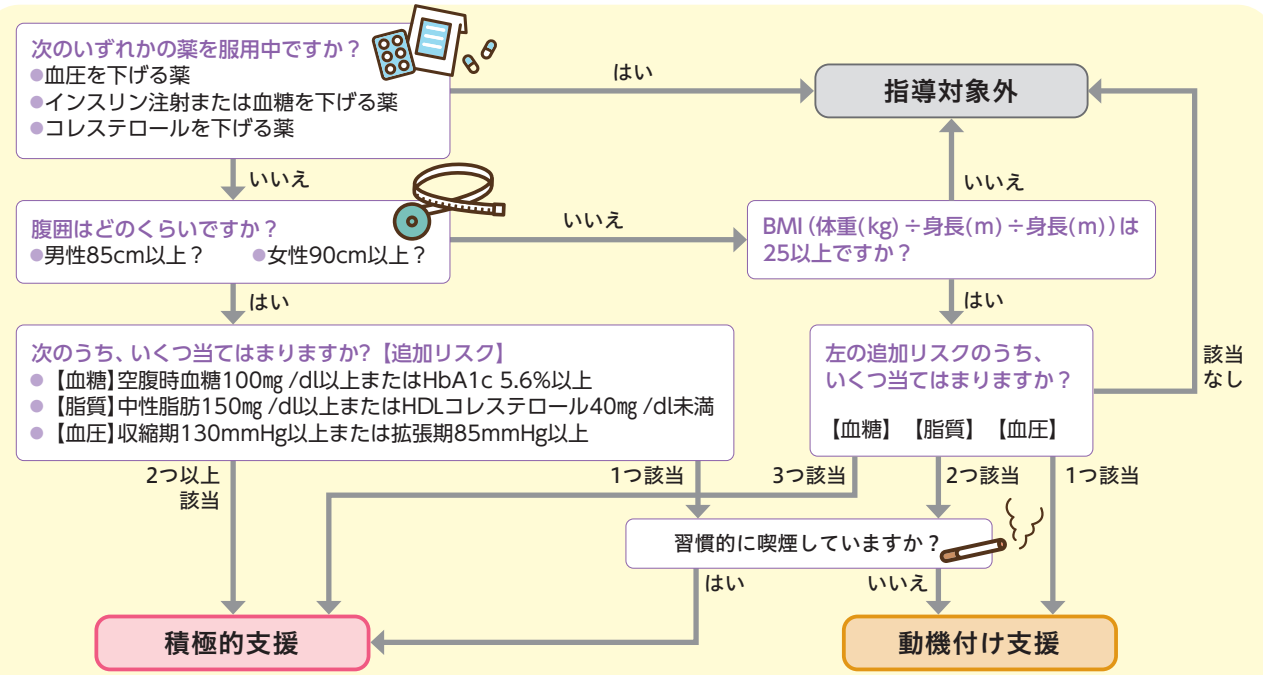 次のいずれかの薬を服用中ですか？
●血圧を下げる薬
●インスリン注射または血糖を下げる薬
●コレステロールを下げる薬
はい
指導対象外
いいえ
腹囲はどのくらいですか？
●男性85cm以上？ ●女性90cm以上？
いいえ
いいえ
BMI（体重(kg)÷身長(m)÷身長(m)）は
25以上ですか？
はい
はい
次のうち、いくつ当てはまりますか?【追加リスク】
●【血糖】空腹時血糖100㎎/dl以上またはHbA1c 5.6%以上
●【脂質】中性脂肪150㎎/dl以上またはHDLコレステロール40㎎/dl未満
●【血圧】収縮期130mmHg以上または拡張期85mmHg以上
左の追加リスクのうち、
いくつ当てはまりますか？
【血糖】【脂質】【血圧】
該当
なし
2つ以上
該当
1つ該当
3つ該当
2つ該当
1つ該当
習慣的に喫煙していますか？
はい
いいえ
積極的支援
動機付け支援